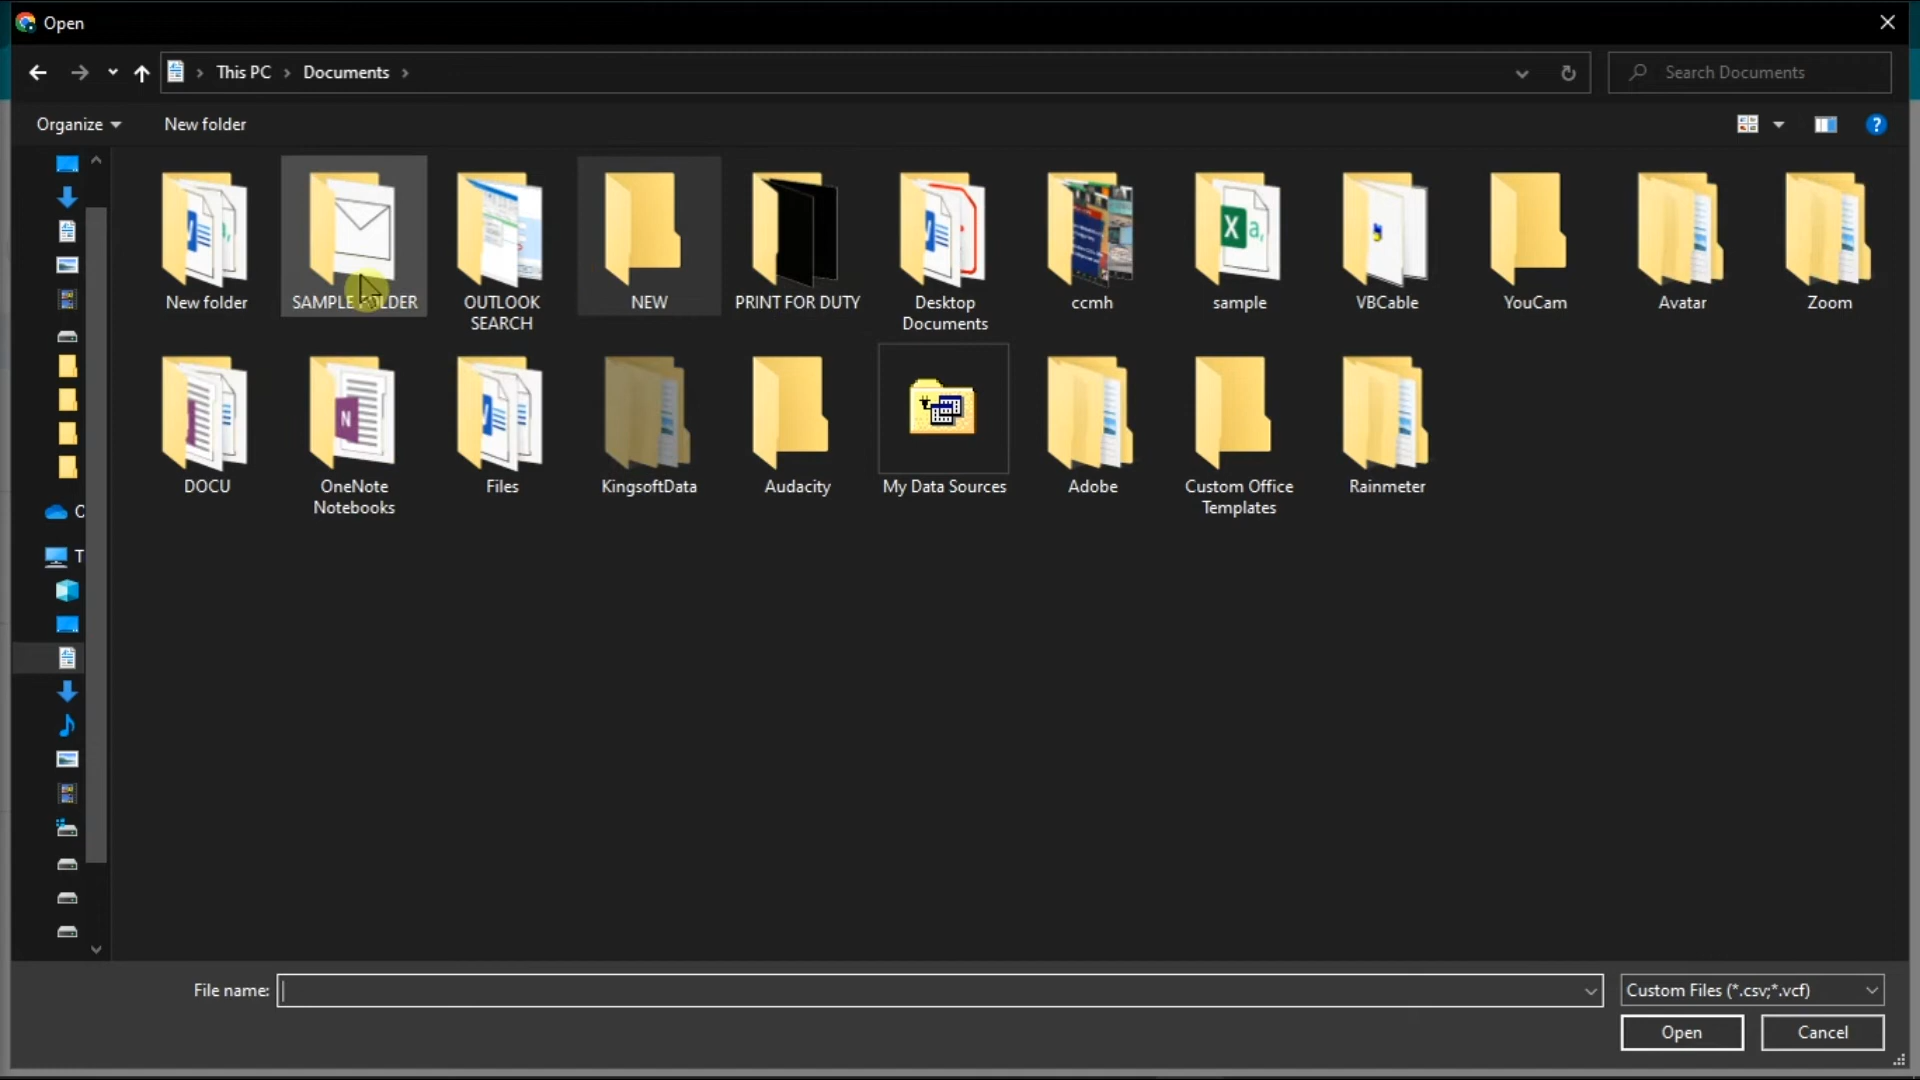 Open
This PC
Documents
Search Documents
Organize
New folder
New folder
SAMPLE FOLDER
OUTLOOK
SEARCH
NEW
PRINT FOR DUTY
Desktop
Documents
ccmh
sample
VBCable
YouCam
Avatar
Zoom
DOCU
OneNote
Notebooks
Files
KingsoftData
Audacity
My Data Sources
Adobe
Custom Office
Templates
Rainmeter
File name:
Custom Files (*.csv;*.vcf)
Open
Cancel